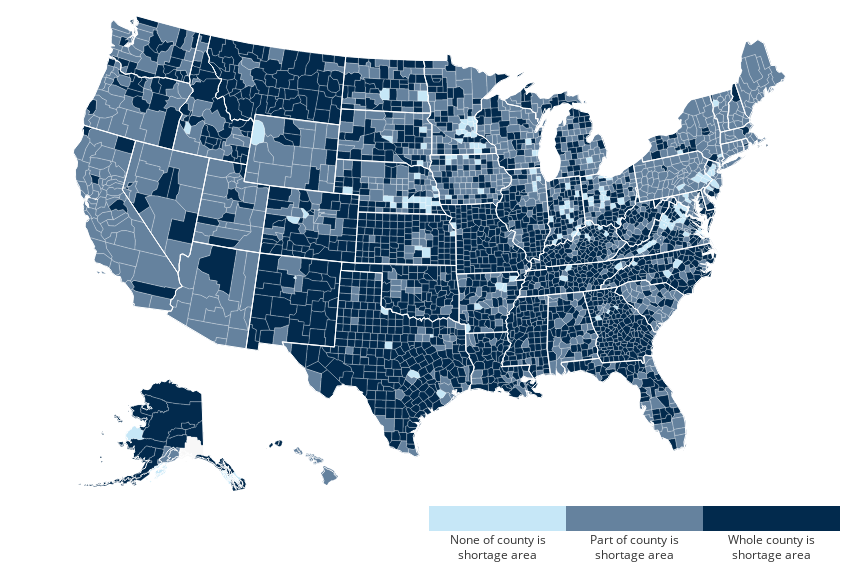 None of county is
shortage area
Part of county is
shortage area
Whole county is
shortage area